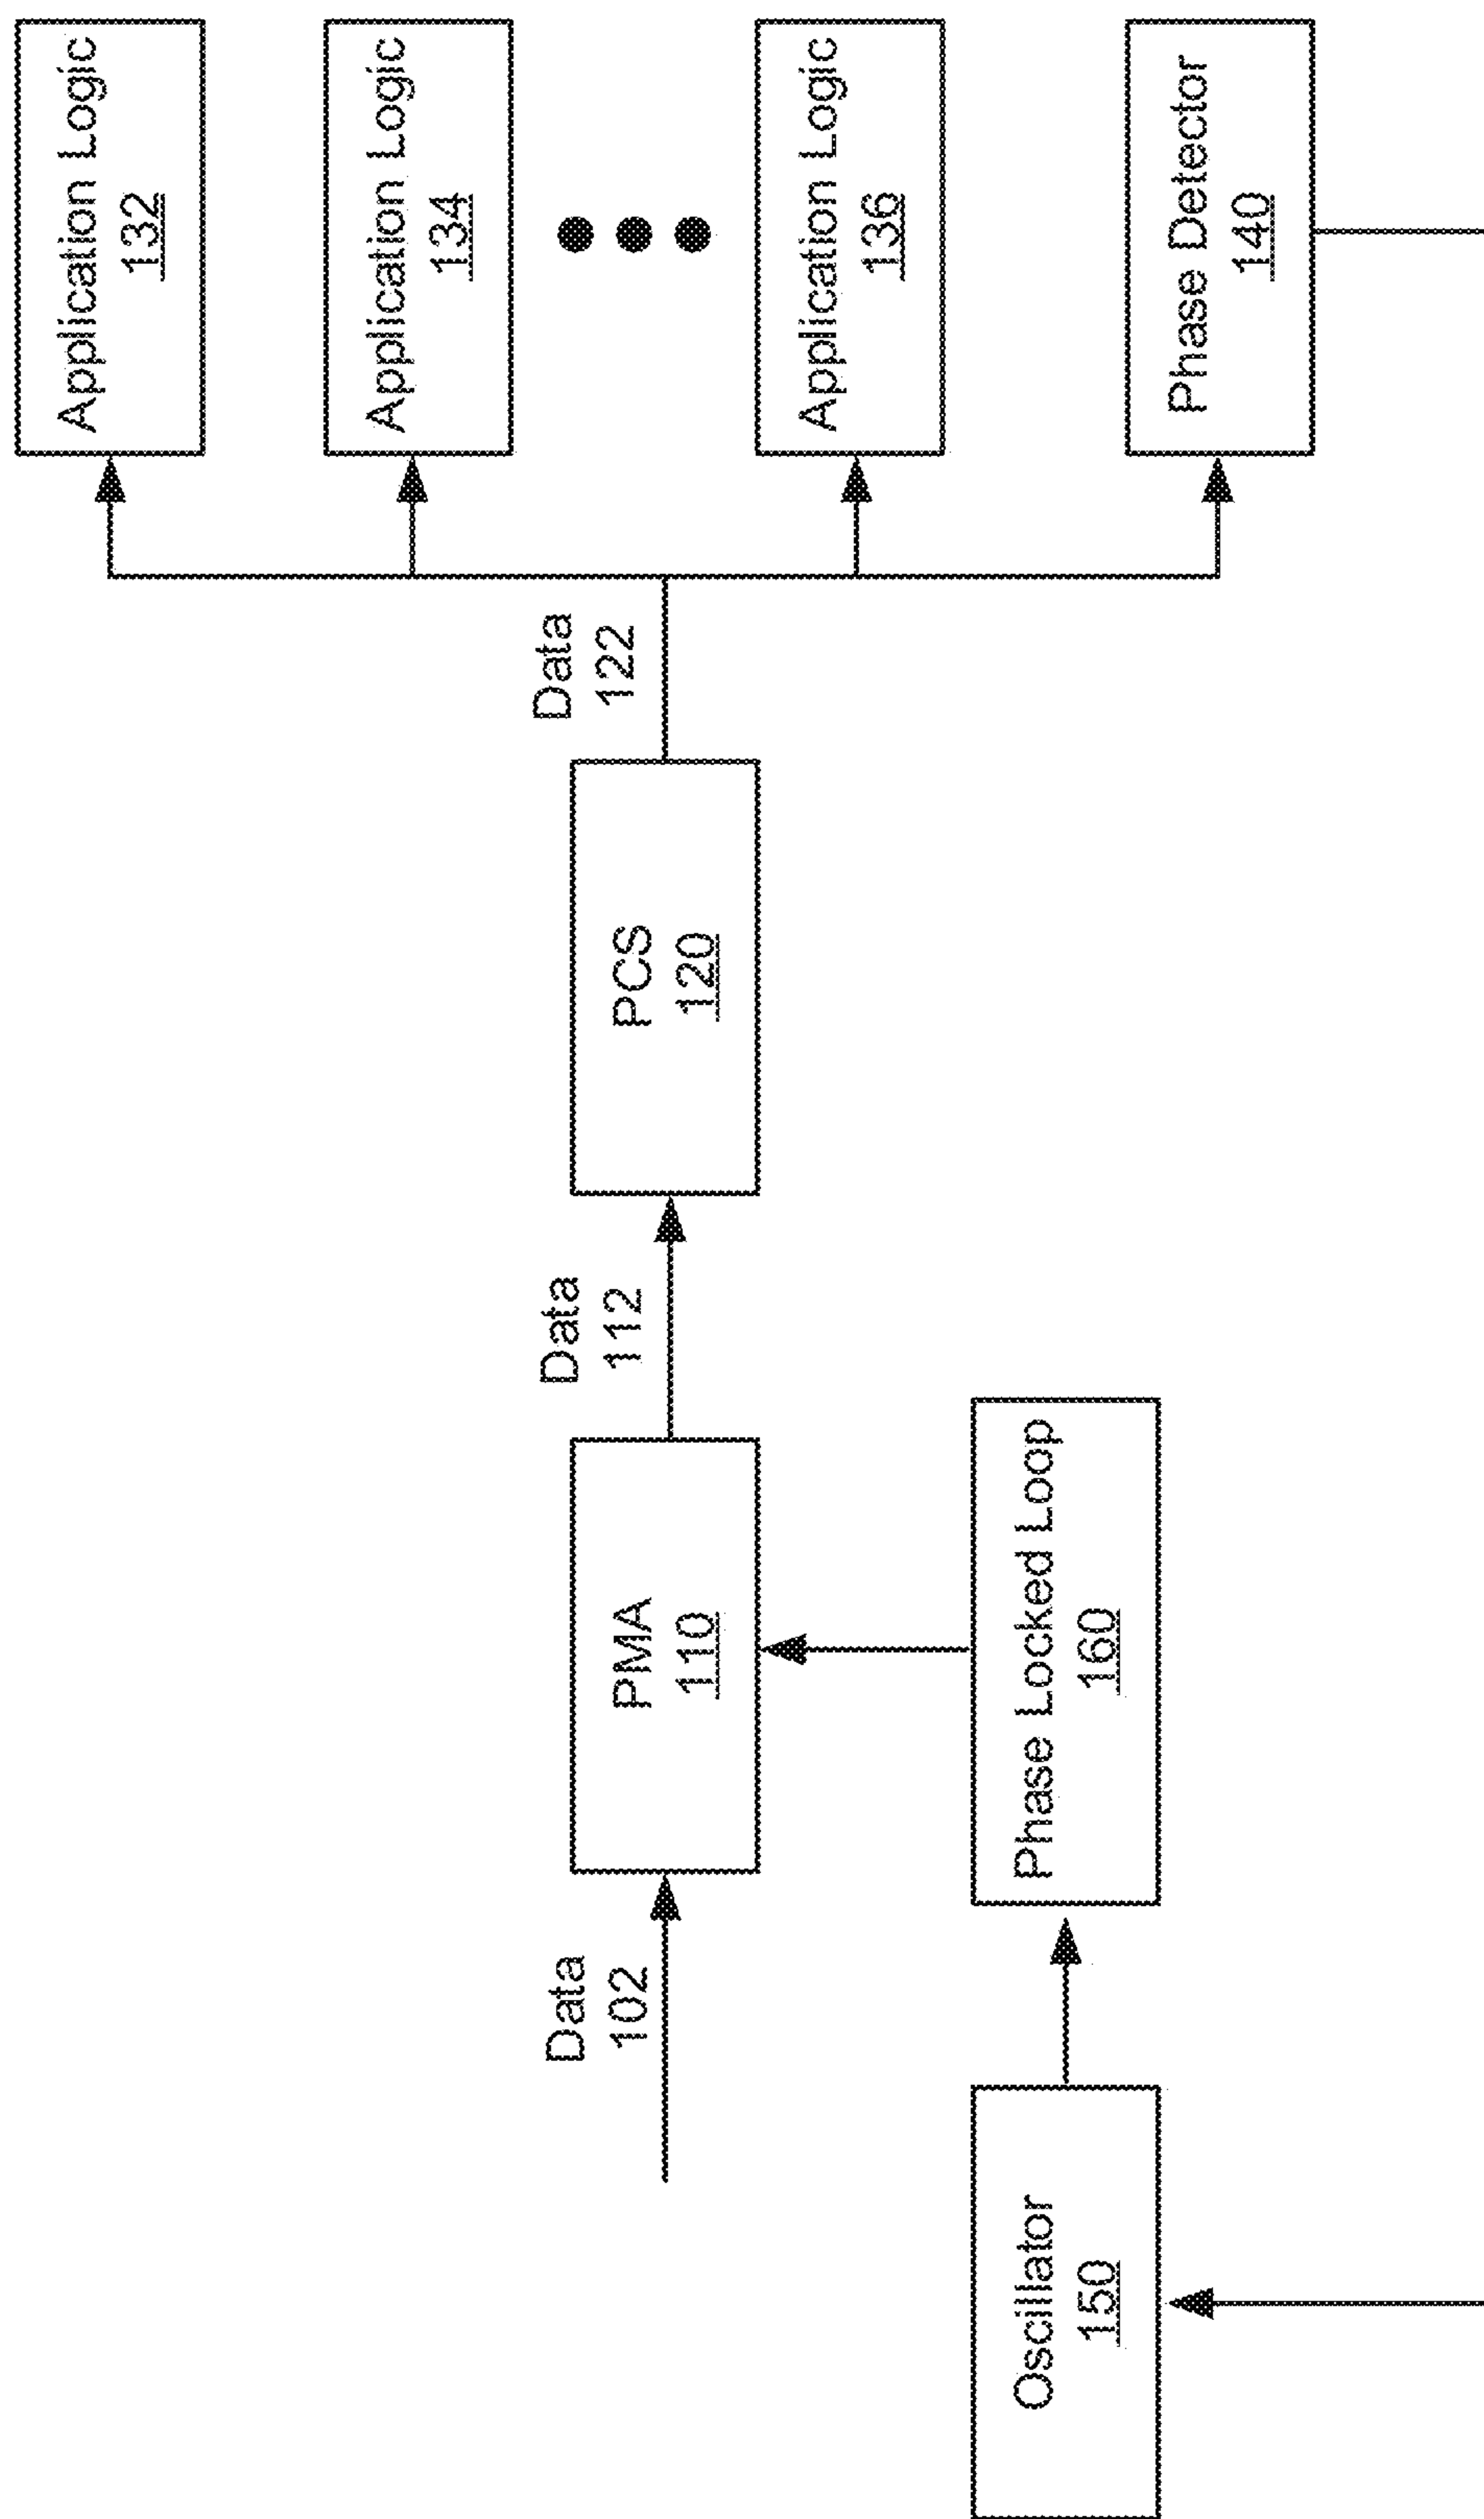 Application Logic
132
Application Logic
134
Application Logic
136
Phase Detector
140
Data
122
PCS
120
Data
112
PMA
110
Phase Locked Loop
160
Data
102
Oscillator
150